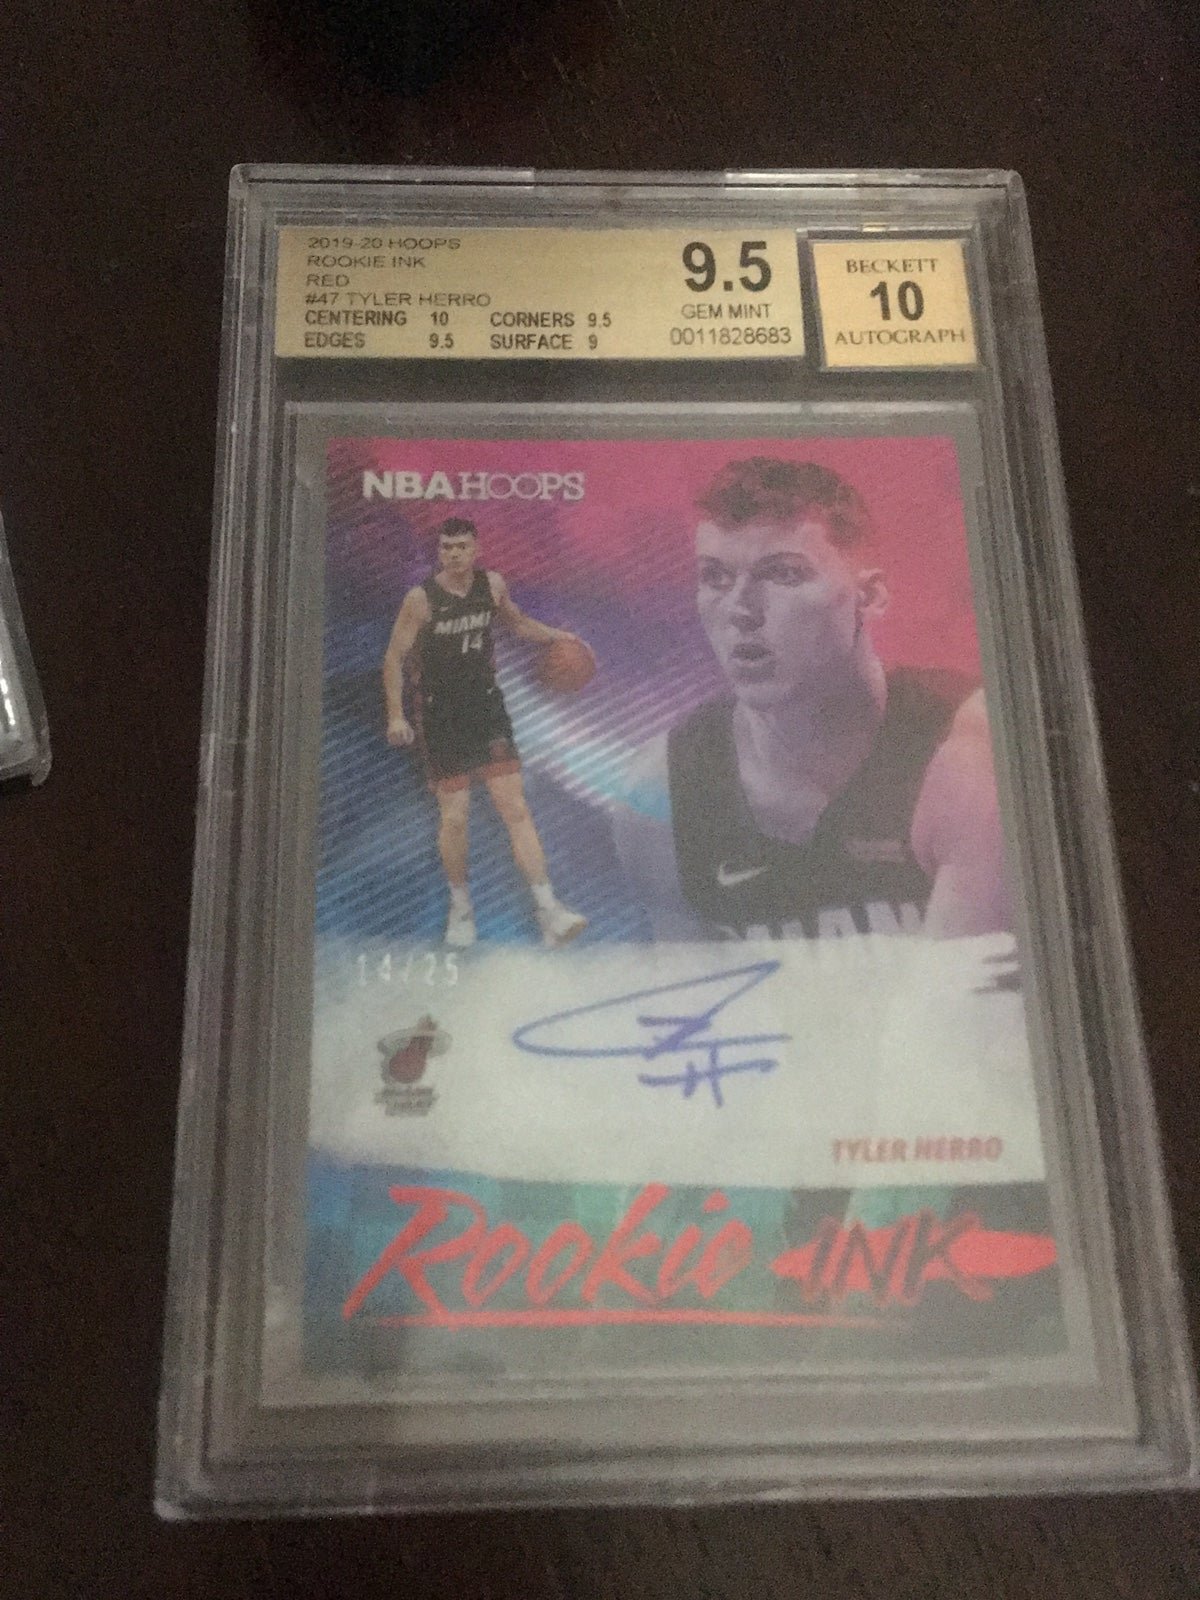 2019-20 HOOPS
ROOKIE INK
RED
#47 TYLER HERRO
CENTERING 10 CORNERS 9.5
EDGES 9.5 SURFACE 9
9.5
GEM MINT
0011828683
BECKETT
10
AUTOGRAPH
NBA HOOPS
MIAMI
14
14/25
TYLER HERRO
Rookie INK